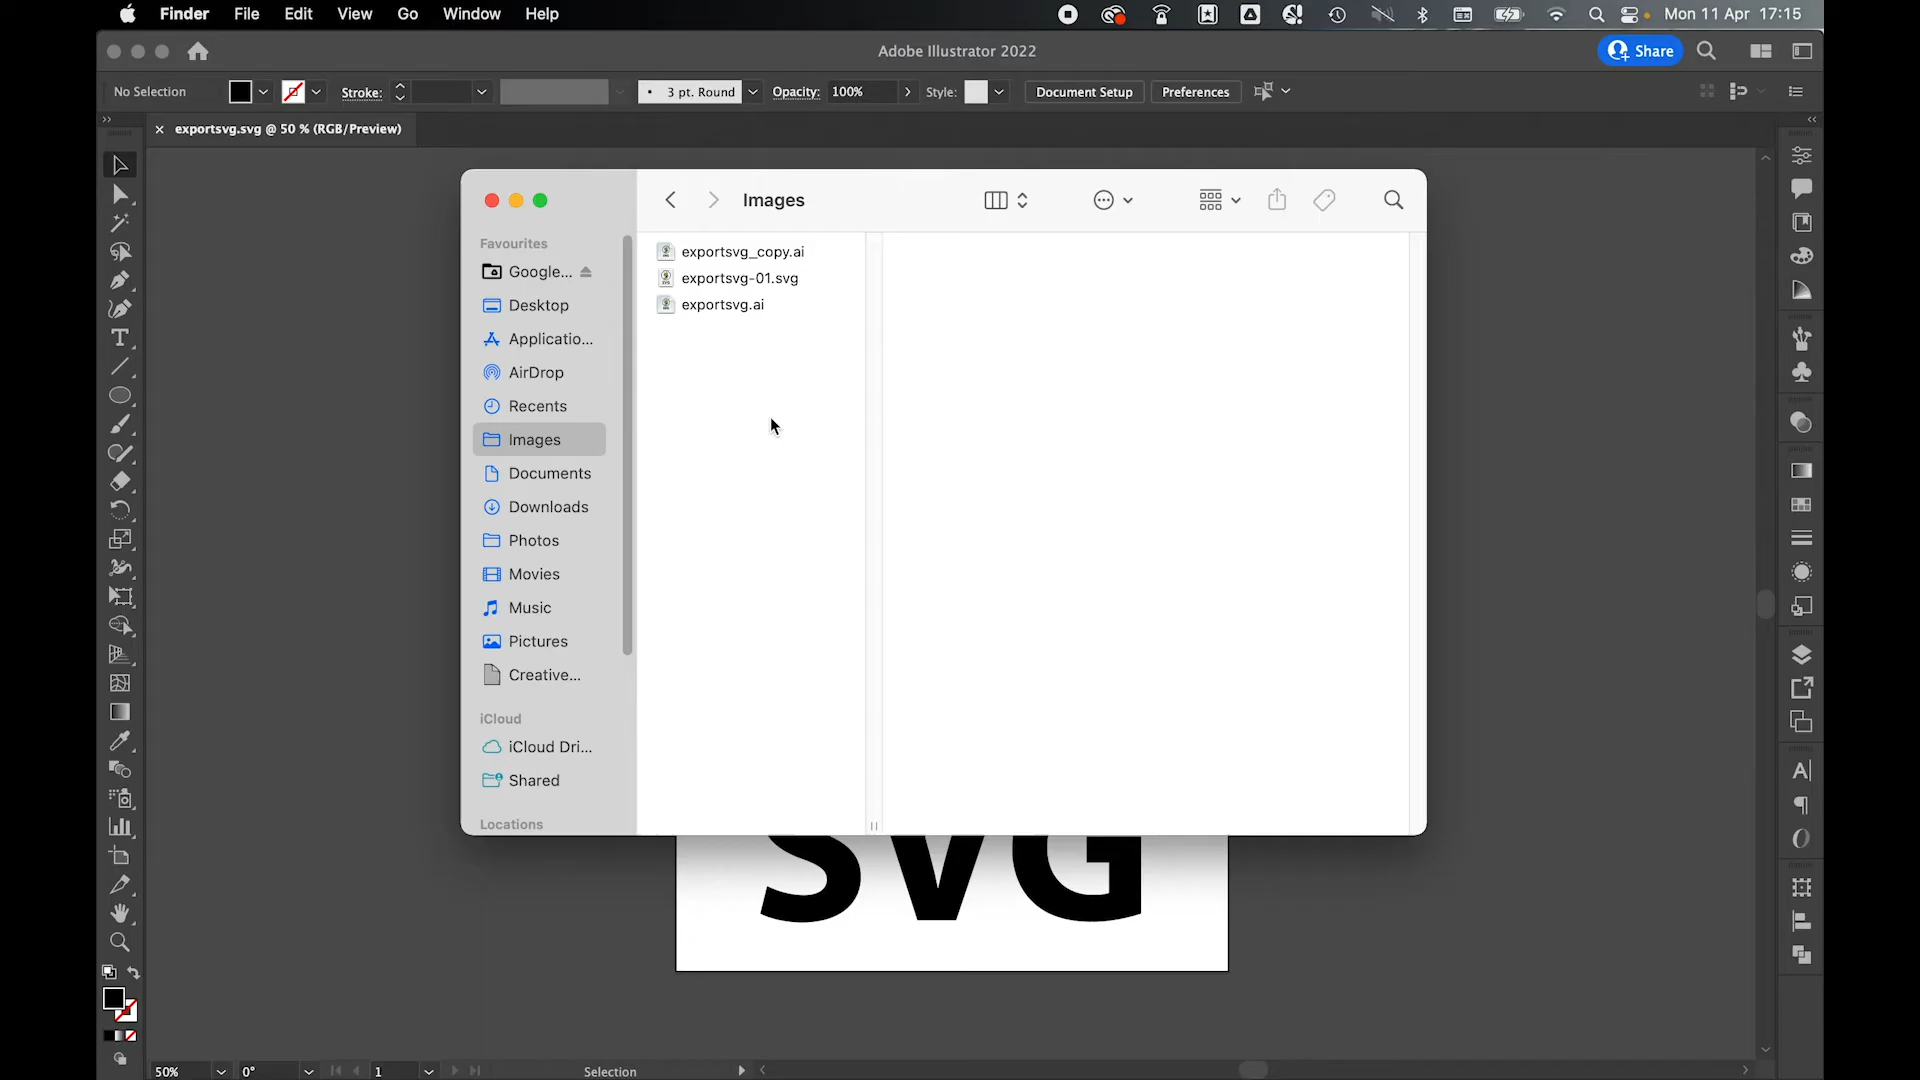 Finder File Edit View Go Window Help Mon 11 Apr 17:15
Adobe Illustrator 2022 Share
No Selection Stroke: 3 pt. Round Opacity: 100% Style: Document Setup Preferences
exportsvg.svg @ 50 % (RGB/Preview)
Images
Favourites
Google...
Desktop
Applicatio...
AirDrop
Recents
Images
Documents
Downloads
Photos
Movies
Music
Pictures
Creative...
iCloud
iCloud Dri...
Shared
Locations
exportsvg_copy.ai
exportsvg-01.svg
exportsvg.ai
SVG
50% 0° 1 Selection